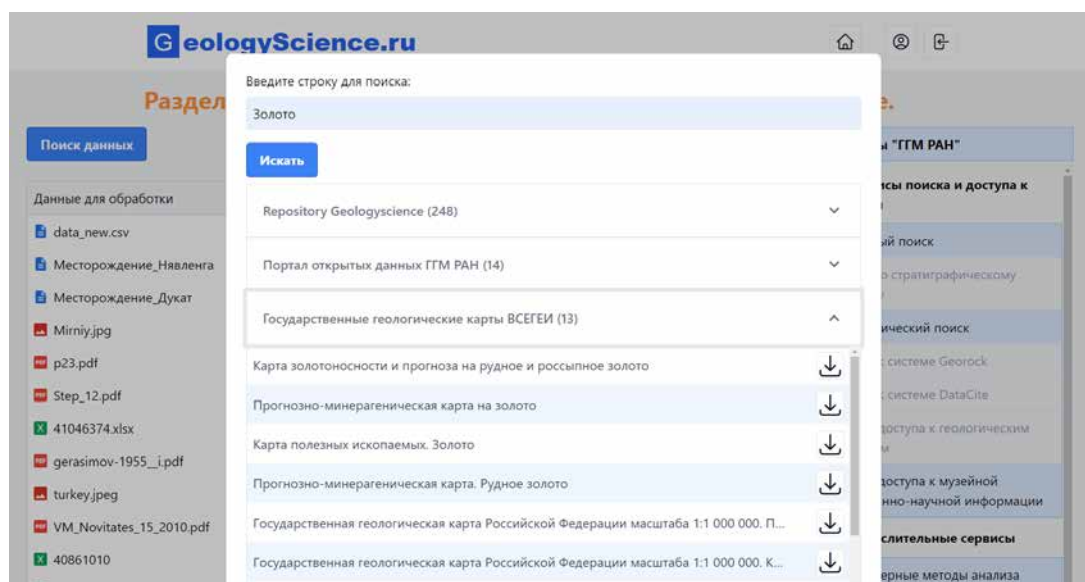 GeologyScience.ru
Раздел
е.
Поиск данных
Данные для обработки
data_new.csv
Месторождение_Нявленга
Месторождение_Дукат
Mirniy.jpg
p23.pdf
Step_12.pdf
41046374.xlsx
gerasimov-1955__i.pdf
turkey.jpeg
VM_Novitates_15_2010.pdf
40861010
Введите строку для поиска:
Золото
Искать
Repository Geologyscience (248)
Портал открытых данных ГГМ РАН (14)
Государственные геологические карты ВСЕГЕИ (13)
Карта золотоносности и прогноза на рудное и россыпное золото
Прогнозно-минерагеническая карта на золото
Карта полезных ископаемых. Золото
Прогнозно-минерагеническая карта. Рудное золото
Государственная геологическая карта Российской Федерации масштаба 1:1 000 000. П...
Государственная геологическая карта Российской Федерации масштаба 1:1 000 000. К...
ы "ГГМ РАН"
исы поиска и доступа к
ый поиск
о стратиграфическому
ический поиск
к системе Georock
к системе DataCite
доступа к геологическим
м
доступа к музейной
нно-научной информации
слительные сервисы
ерные методы анализа